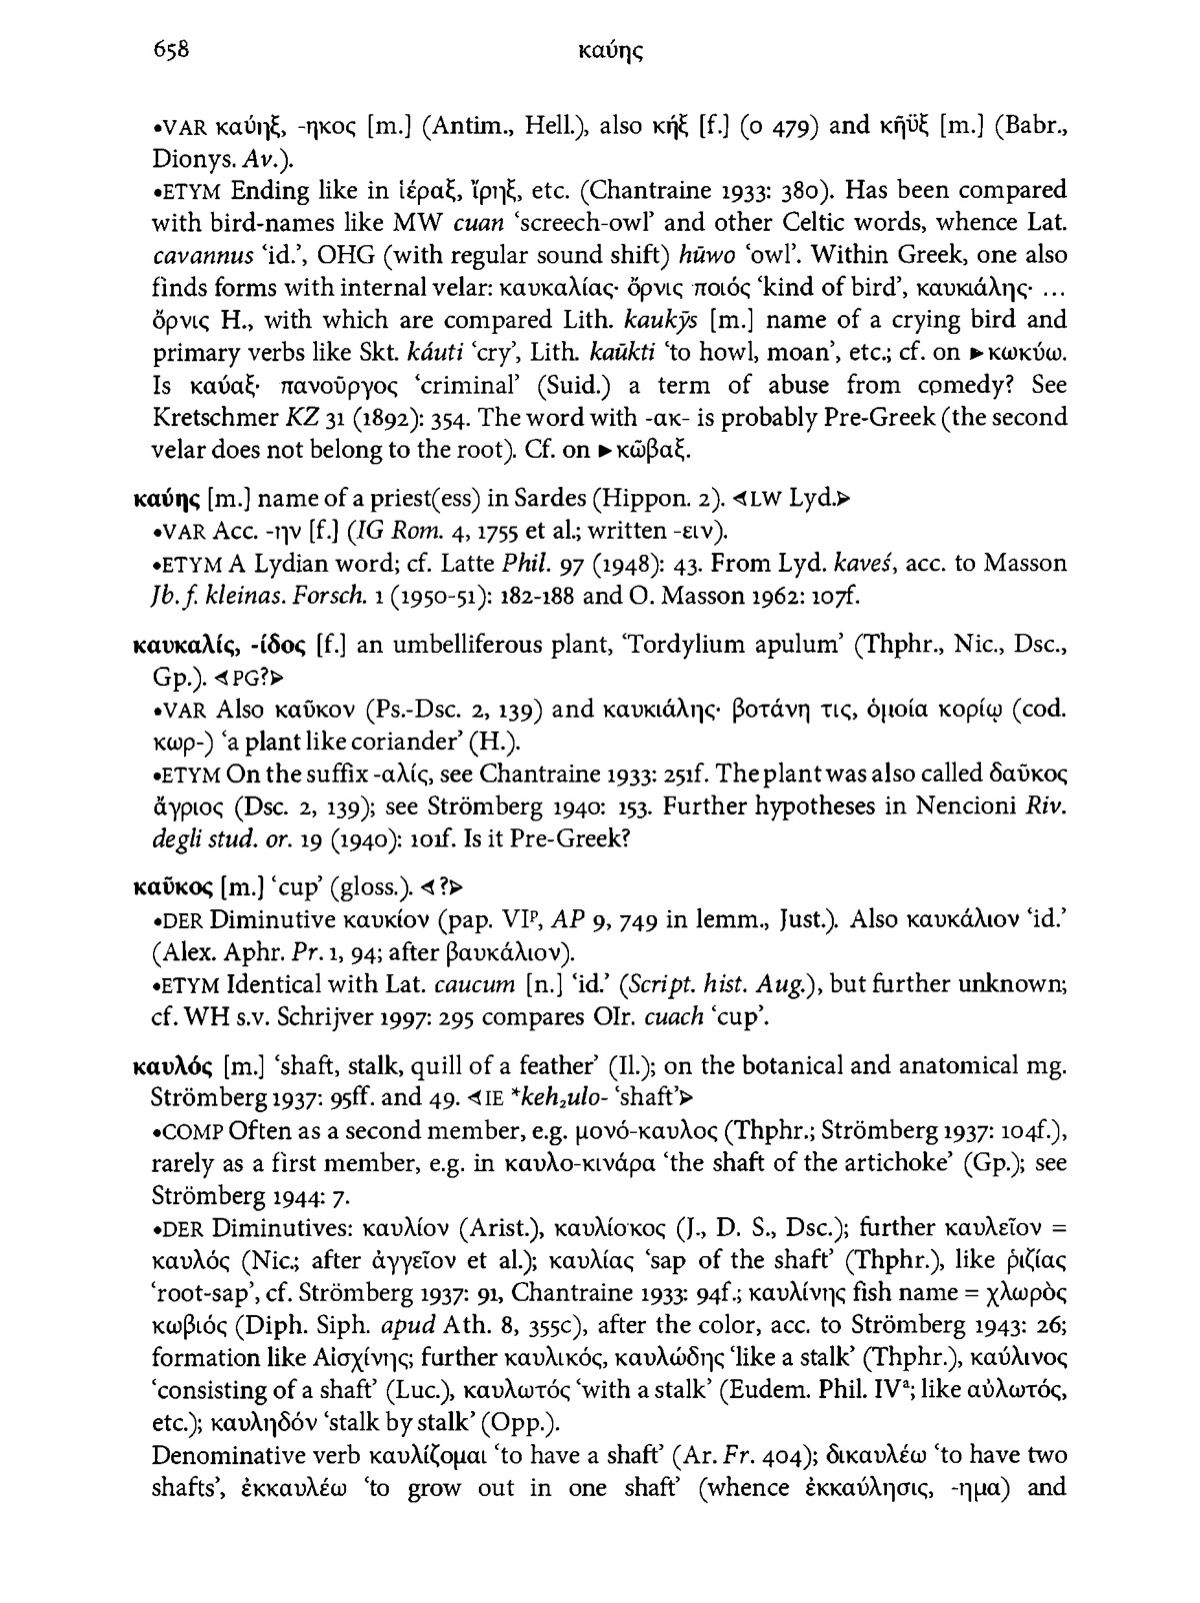 658 καύης
•VAR καύηξ, -ηκος [m.] (Antim., Hell.), also κήξ [f.] (ο 479) and κῆϋξ [m.] (Babr.,
Dionys. Av.).
•ETYM Ending like in ἱέραξ, ἴρηξ, etc. (Chantraine 1933: 380). Has been compared
with bird-names like MW cuan ‘screech-owl’ and other Celtic words, whence Lat.
cavannus ‘id.’, OHG (with regular sound shift) hūwo ‘owl’. Within Greek, one also
finds forms with internal velar: καυκαλίας· ὄρνις ποιός ‘kind of bird’, καυκιάλης· ...
ὄρνις H., with which are compared Lith. kaukỹs [m.] name of a crying bird and
primary verbs like Skt. káuti ‘cry’, Lith. kaũkti ‘to howl, moan’, etc.; cf. on ►κωκύω.
Is καύαξ· πανοῦργος ‘criminal’ (Suid.) a term of abuse from comedy? See
Kretschmer KZ 31 (1892): 354. The word with -ακ- is probably Pre-Greek (the second
velar does not belong to the root). Cf. on ►κῶβαξ.
καύης [m.] name of a priest(ess) in Sardes (Hippon. 2). ⋖LW Lyd.⋗
•VAR Acc. -ην [f.] (IG Rom. 4, 1755 et al.; written -ειν).
•ETYM A Lydian word; cf. Latte Phil. 97 (1948): 43. From Lyd. kaveś, acc. to Masson
Jb. f. kleinas. Forsch. 1 (1950-51): 182-188 and O. Masson 1962: 107f.
καυκαλίς, -ίδος [f.] an umbelliferous plant, ‘Tordylium apulum’ (Thphr., Nic., Dsc.,
Gp.). ⋖PG?⋗
•VAR Also καῦκον (Ps.-Dsc. 2, 139) and καυκιάλης· βοτάνη τις, ὁμοία κορίῳ (cod.
κωρ-) ‘a plant like coriander’ (H.).
•ETYM On the suffix -αλίς, see Chantraine 1933: 251f. The plant was also called δαῦκος
ἄγριος (Dsc. 2, 139); see Strömberg 1940: 153. Further hypotheses in Nencioni Riv.
degli stud. or. 19 (1940): 101f. Is it Pre-Greek?
καῦκος [m.] ‘cup’ (gloss.). ⋖?⋗
•DER Diminutive καυκίον (pap. VIᵖ, AP 9, 749 in lemm., Just.). Also καυκάλιον ‘id.’
(Alex. Aphr. Pr. 1, 94; after βαυκάλιον).
•ETYM Identical with Lat. caucum [n.] ‘id.’ (Script. hist. Aug.), but further unknown;
cf. WH s.v. Schrijver 1997: 295 compares OIr. cuach ‘cup’.
καυλός [m.] ‘shaft, stalk, quill of a feather’ (Il.); on the botanical and anatomical mg.
Strömberg 1937: 95ff. and 49. ⋖IE *keh₂ulo- ‘shaft’⋗
•COMP Often as a second member, e.g. μονό-καυλος (Thphr.; Strömberg 1937: 104f.),
rarely as a first member, e.g. in καυλο-κινάρα ‘the shaft of the artichoke’ (Gp.); see
Strömberg 1944: 7.
•DER Diminutives: καυλίον (Arist.), καυλίσκος (J., D. S., Dsc.); further καυλεῖον =
καυλός (Nic.; after ἀγγεῖον et al.); καυλίας ‘sap of the shaft’ (Thphr.), like ῥιζίας
‘root-sap’, cf. Strömberg 1937: 91, Chantraine 1933: 94f.; καυλίνης fish name = χλωρὸς
κωβιός (Diph. Siph. apud Ath. 8, 355c), after the color, acc. to Strömberg 1943: 26;
formation like Αἰσχίνης; further καυλικός, καυλώδης ‘like a stalk’ (Thphr.), καύλινος
‘consisting of a shaft’ (Luc.), καυλωτός ‘with a stalk’ (Eudem. Phil. IVᵃ; like αὐλωτός,
etc.); καυληδόν ‘stalk by stalk’ (Opp.).
Denominative verb καυλίζομαι ‘to have a shaft’ (Ar. Fr. 404); δικαυλέω ‘to have two
shafts’, ἐκκαυλέω ‘to grow out in one shaft’ (whence ἐκκαύλησις, -ημα) and